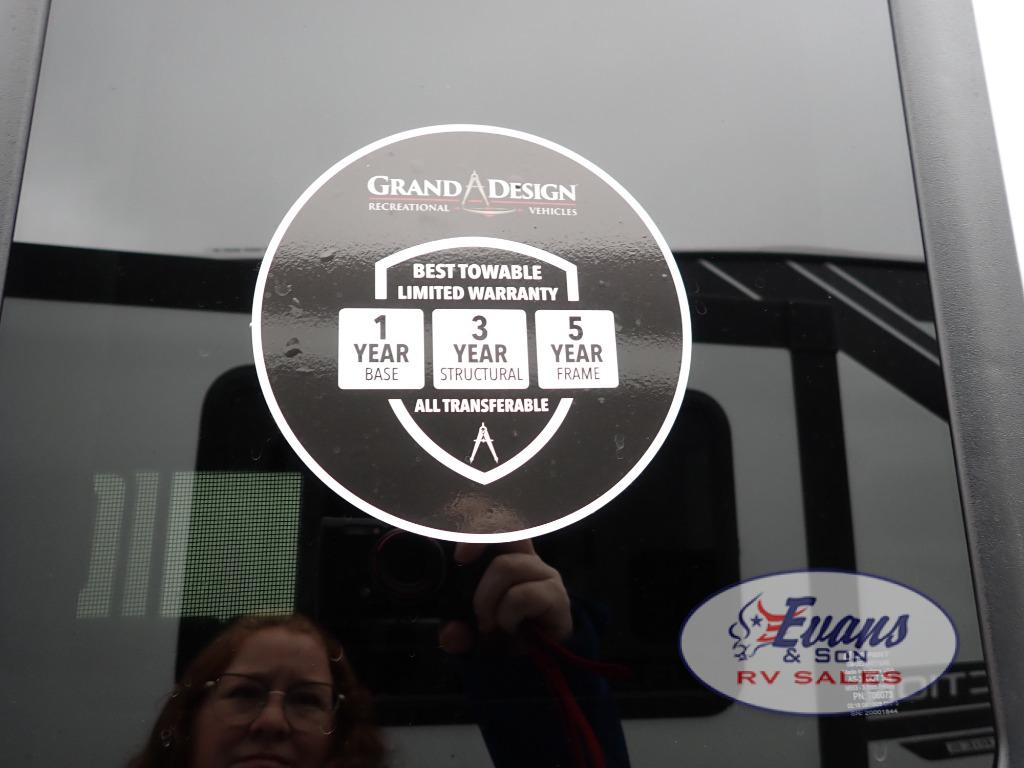 GRAND DESIGN
RECREATIONAL VEHICLES
BEST TOWABLE
LIMITED WARRANTY
1
YEAR
BASE
3
YEAR
STRUCTURAL
5
YEAR
FRAME
ALL TRANSFERABLE
Evans
& SON
RV SALES